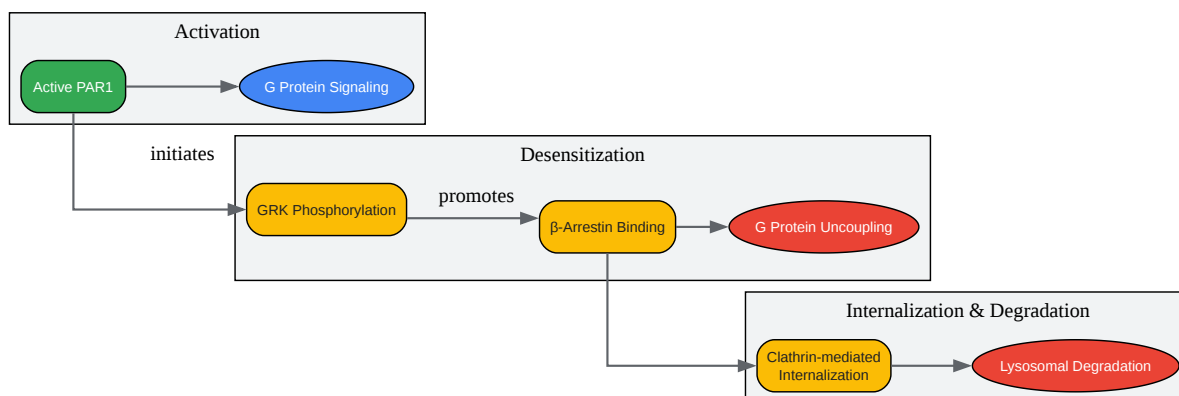 Activation
Active PAR1
G Protein Signaling
initiates
Desensitization
GRK Phosphorylation
promotes
β-Arrestin Binding
G Protein Uncoupling
Internalization & Degradation
Clathrin-mediated
Internalization
Lysosomal Degradation